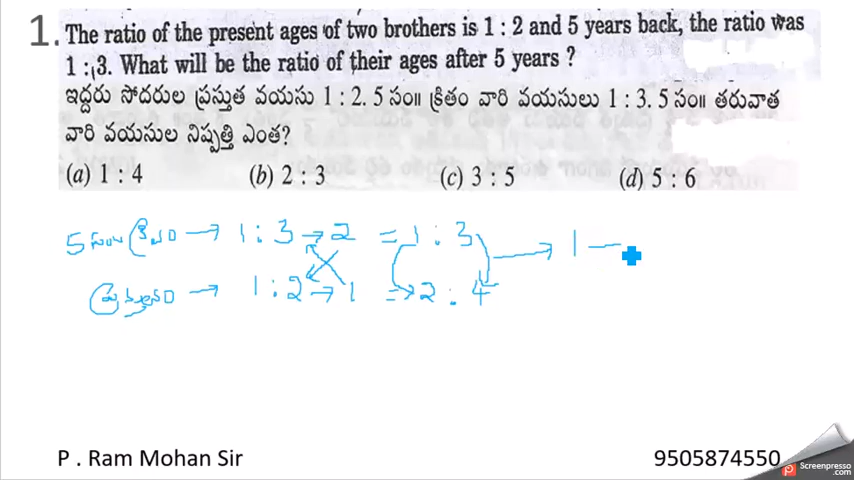 1. The ratio of the present ages of two brothers is 1 : 2 and 5 years back, the ratio was
1 : 3. What will be the ratio of their ages after 5 years ?
ఇద్దరు సోదరుల ప్రస్తుత వయసు 1 : 2. 5 సం॥ క్రితం వారి వయసులు 1 : 3. 5 సం॥ తరువాత
వారి వయసుల నిష్పత్తి ఎంత?
(a) 1 : 4 (b) 2 : 3 (c) 3 : 5 (d) 5 : 6
5 సం॥ క్రితం → 1 : 3 → 2 = 1 : 3 → 1 —
ప్రస్తుతం → 1 : 2 → 1 => 2 : 4
P . Ram Mohan Sir 9505874550
Screenpresso
.com